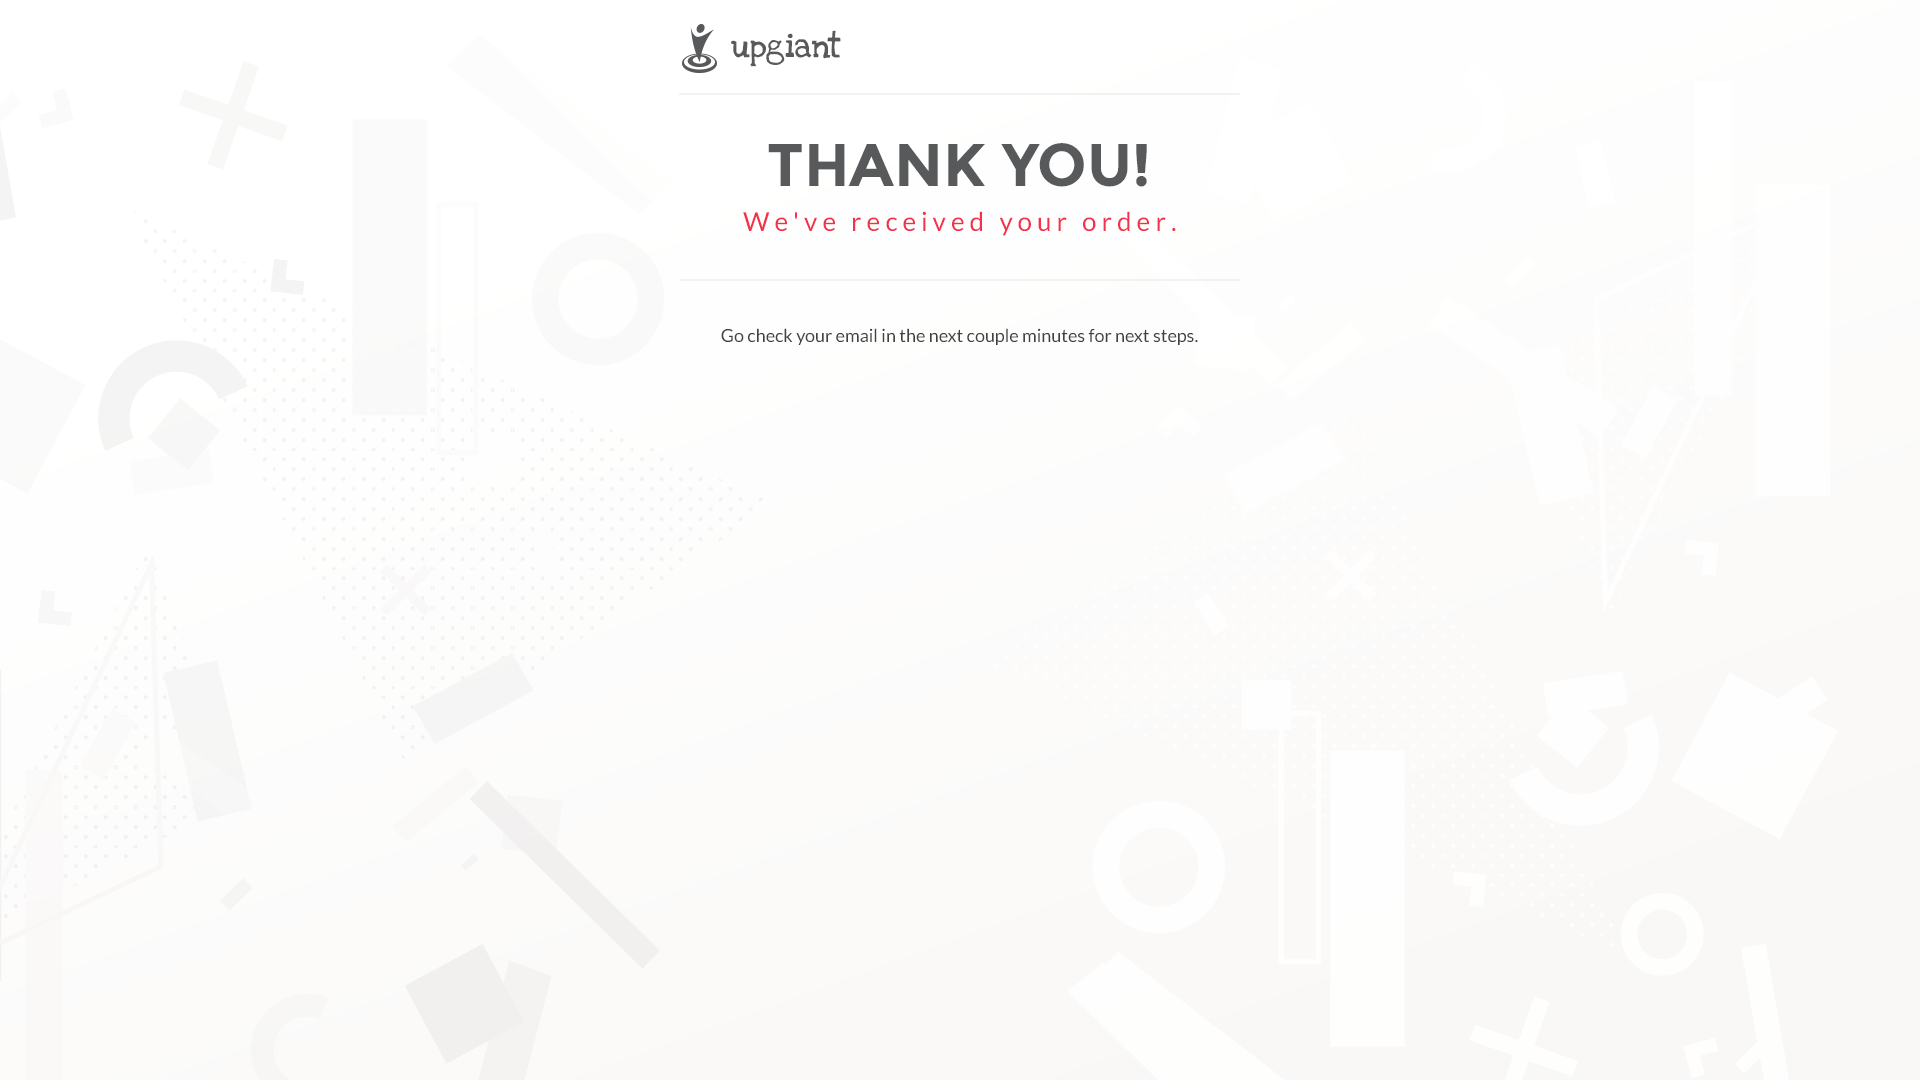 upgiant
THANK YOU!
We've received your order.
Go check your email in the next couple minutes for next steps.